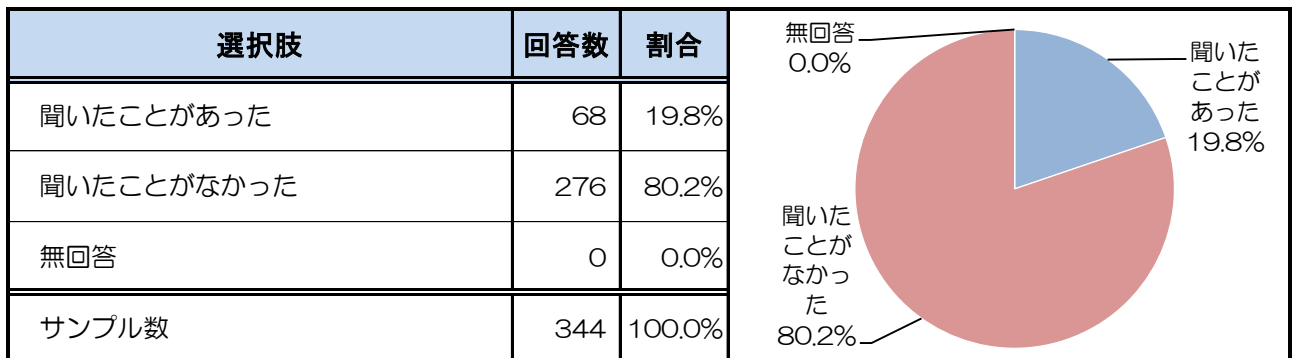 選択肢 回答数 割合
聞いたことがあった 68 19.8%
聞いたことがなかった 276 80.2%
無回答 0 0.0%
サンプル数 344 100.0%
無回答
0.0%
聞いた
ことが
あった
19.8%
聞いた
ことが
なかっ
た
80.2%